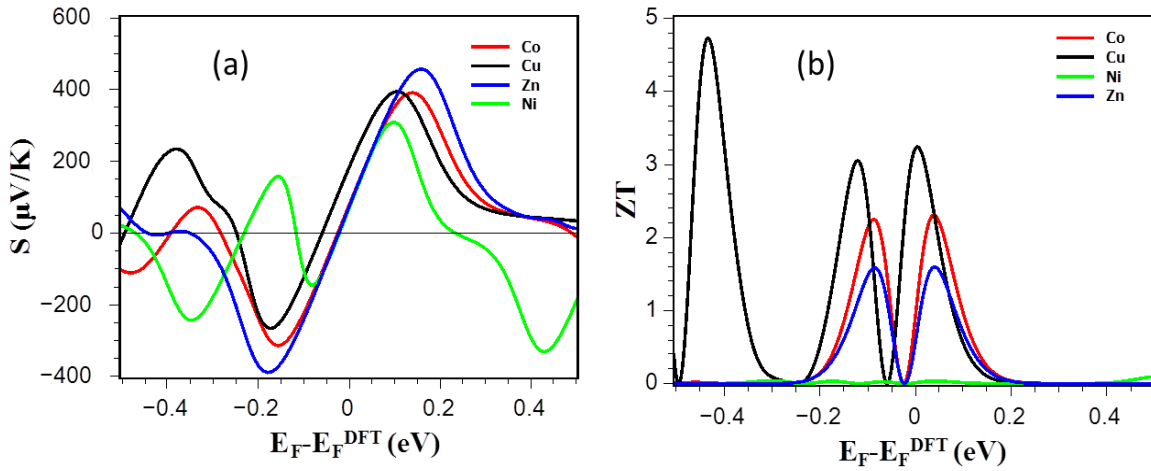 600
400
200
0
−200
−400
(a)
Co
Cu
Zn
Ni
S (μV/K)
−0.4
−0.2
0
0.2
0.4
E_F-E_F^DFT (eV)
5
4
3
2
1
0
(b)
Co
Cu
Ni
Zn
ZT
−0.4
−0.2
0
0.2
0.4
E_F-E_F^DFT (eV)